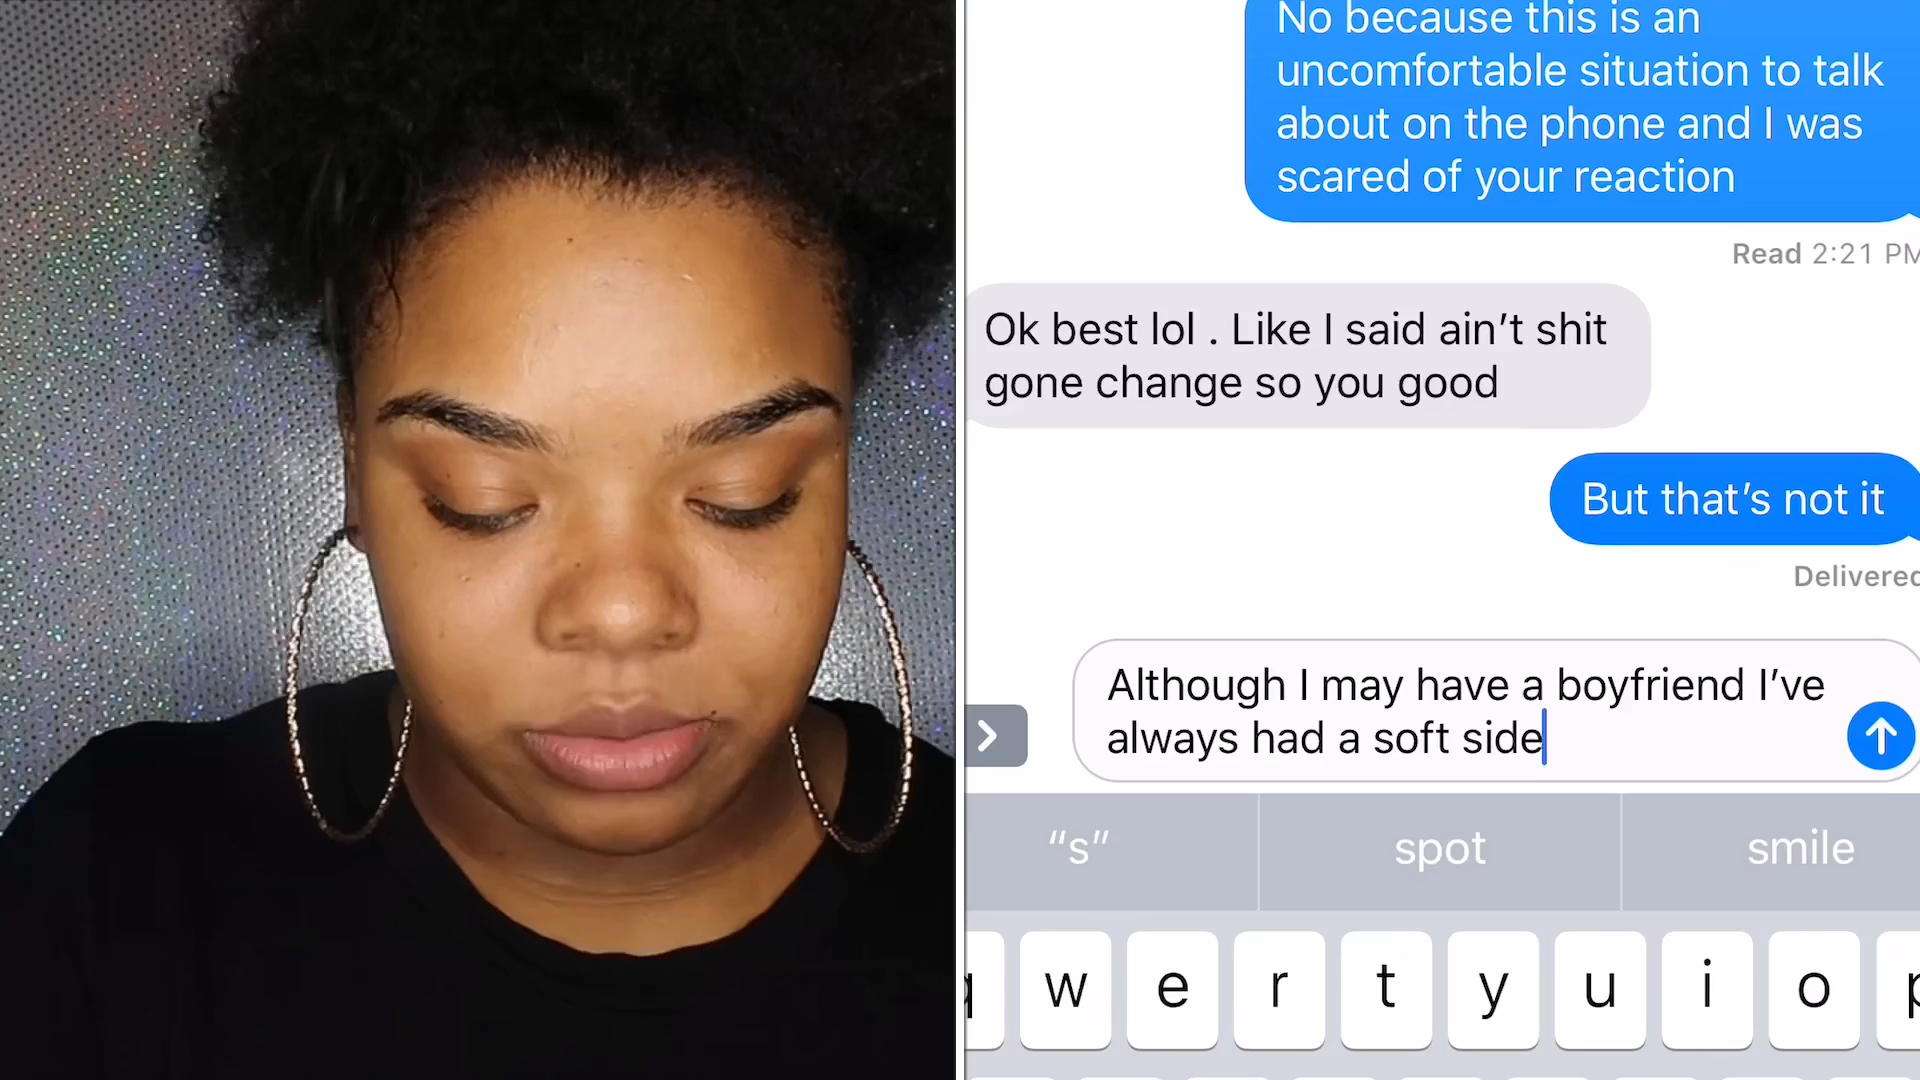 No because this is an
uncomfortable situation to talk
about on the phone and I was
scared of your reaction
Read 2:21 PM
Ok best lol . Like I said ain’t shit
gone change so you good
But that’s not it
Delivered
Although I may have a boyfriend I’ve
always had a soft side
“s” spot smile
q w e r t y u i o p